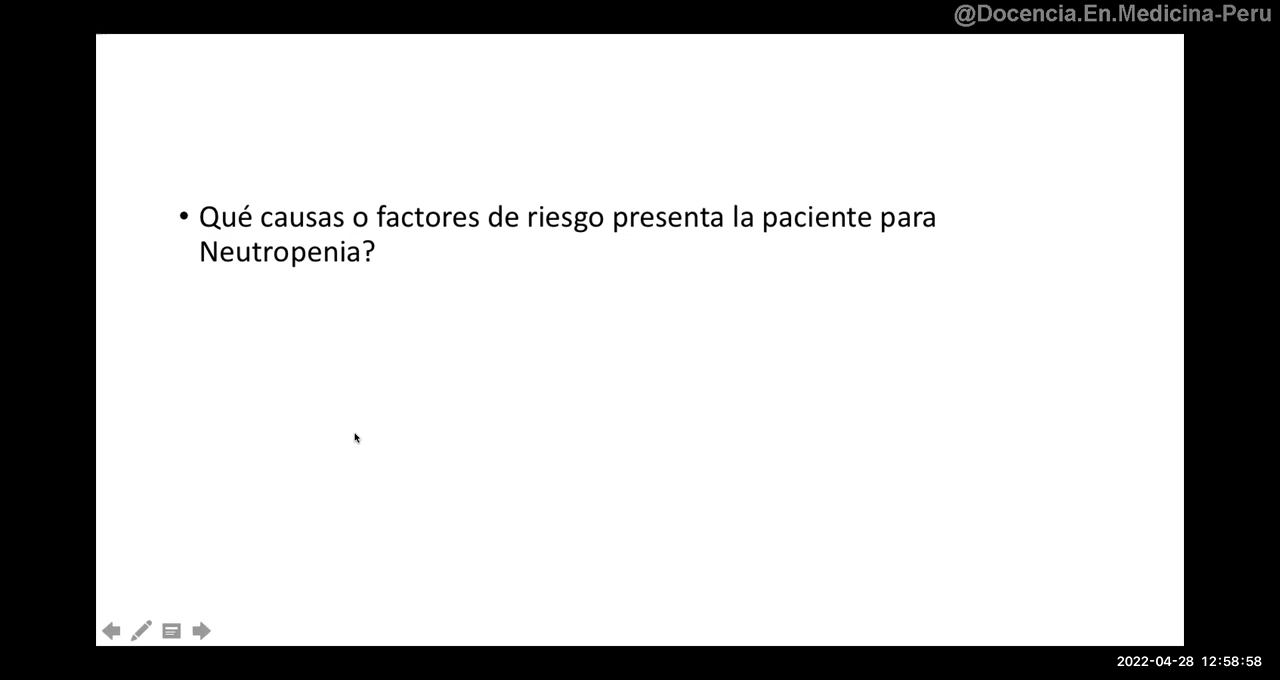 @Docencia.En.Medicina-Peru
• Qué causas o factores de riesgo presenta la paciente para
Neutropenia?
2022-04-28 12:58:58